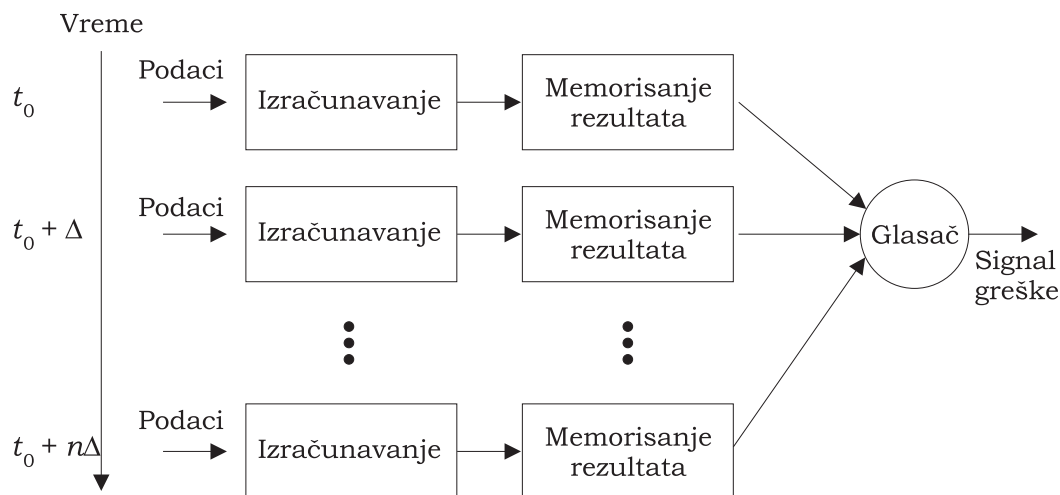 Vreme
t0
Podaci
Izračunavanje
Memorisanje
rezultata
t0 + Δ
Podaci
Izračunavanje
Memorisanje
rezultata
Glasač
Signal
greške
t0 + nΔ
Podaci
Izračunavanje
Memorisanje
rezultata